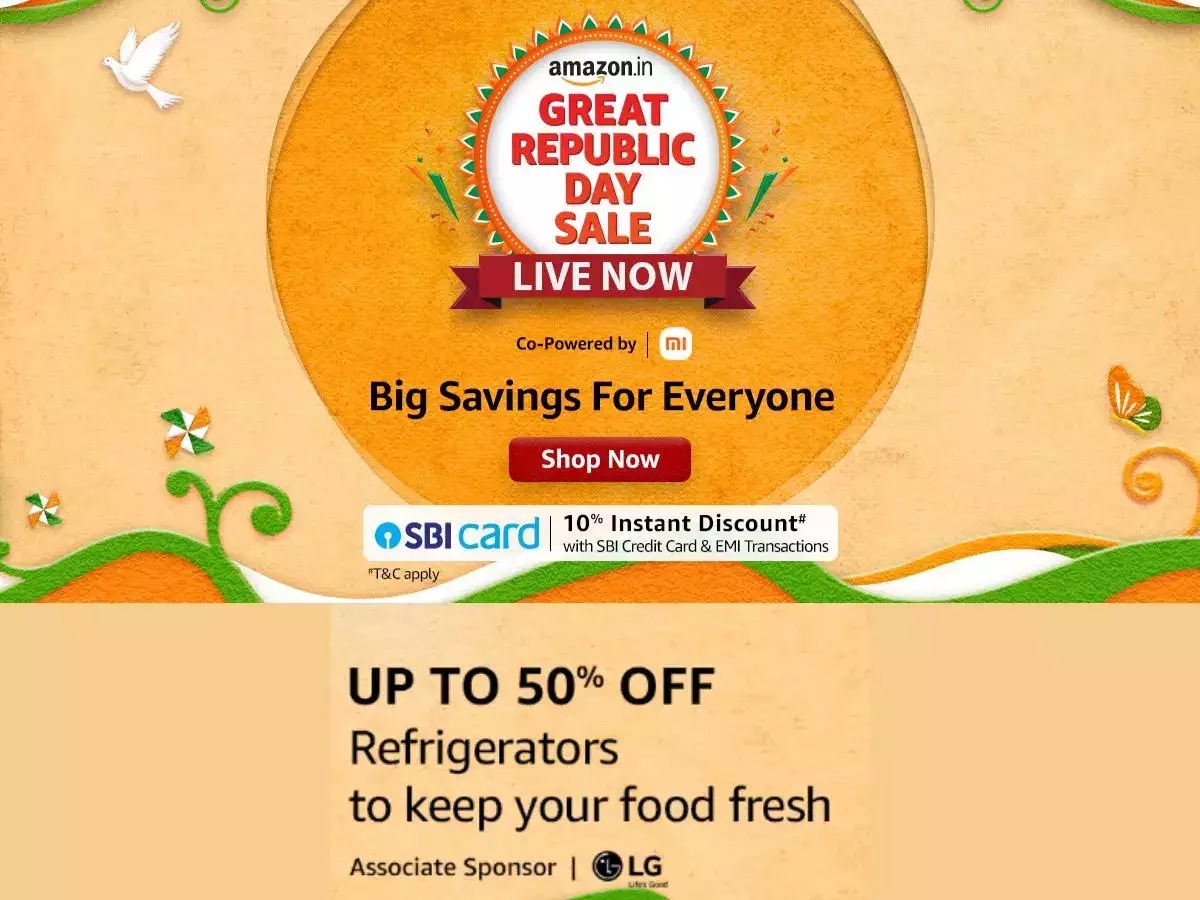 amazon.in
GREAT
REPUBLIC
DAY
SALE
LIVE NOW
Co-Powered by | mi
Big Savings For Everyone
Shop Now
SBI card | 10% Instant Discount#
with SBI Credit Card & EMI Transactions
#T&C apply
UP TO 50% OFF
Refrigerators
to keep your food fresh
Associate Sponsor | LG
Life's Good